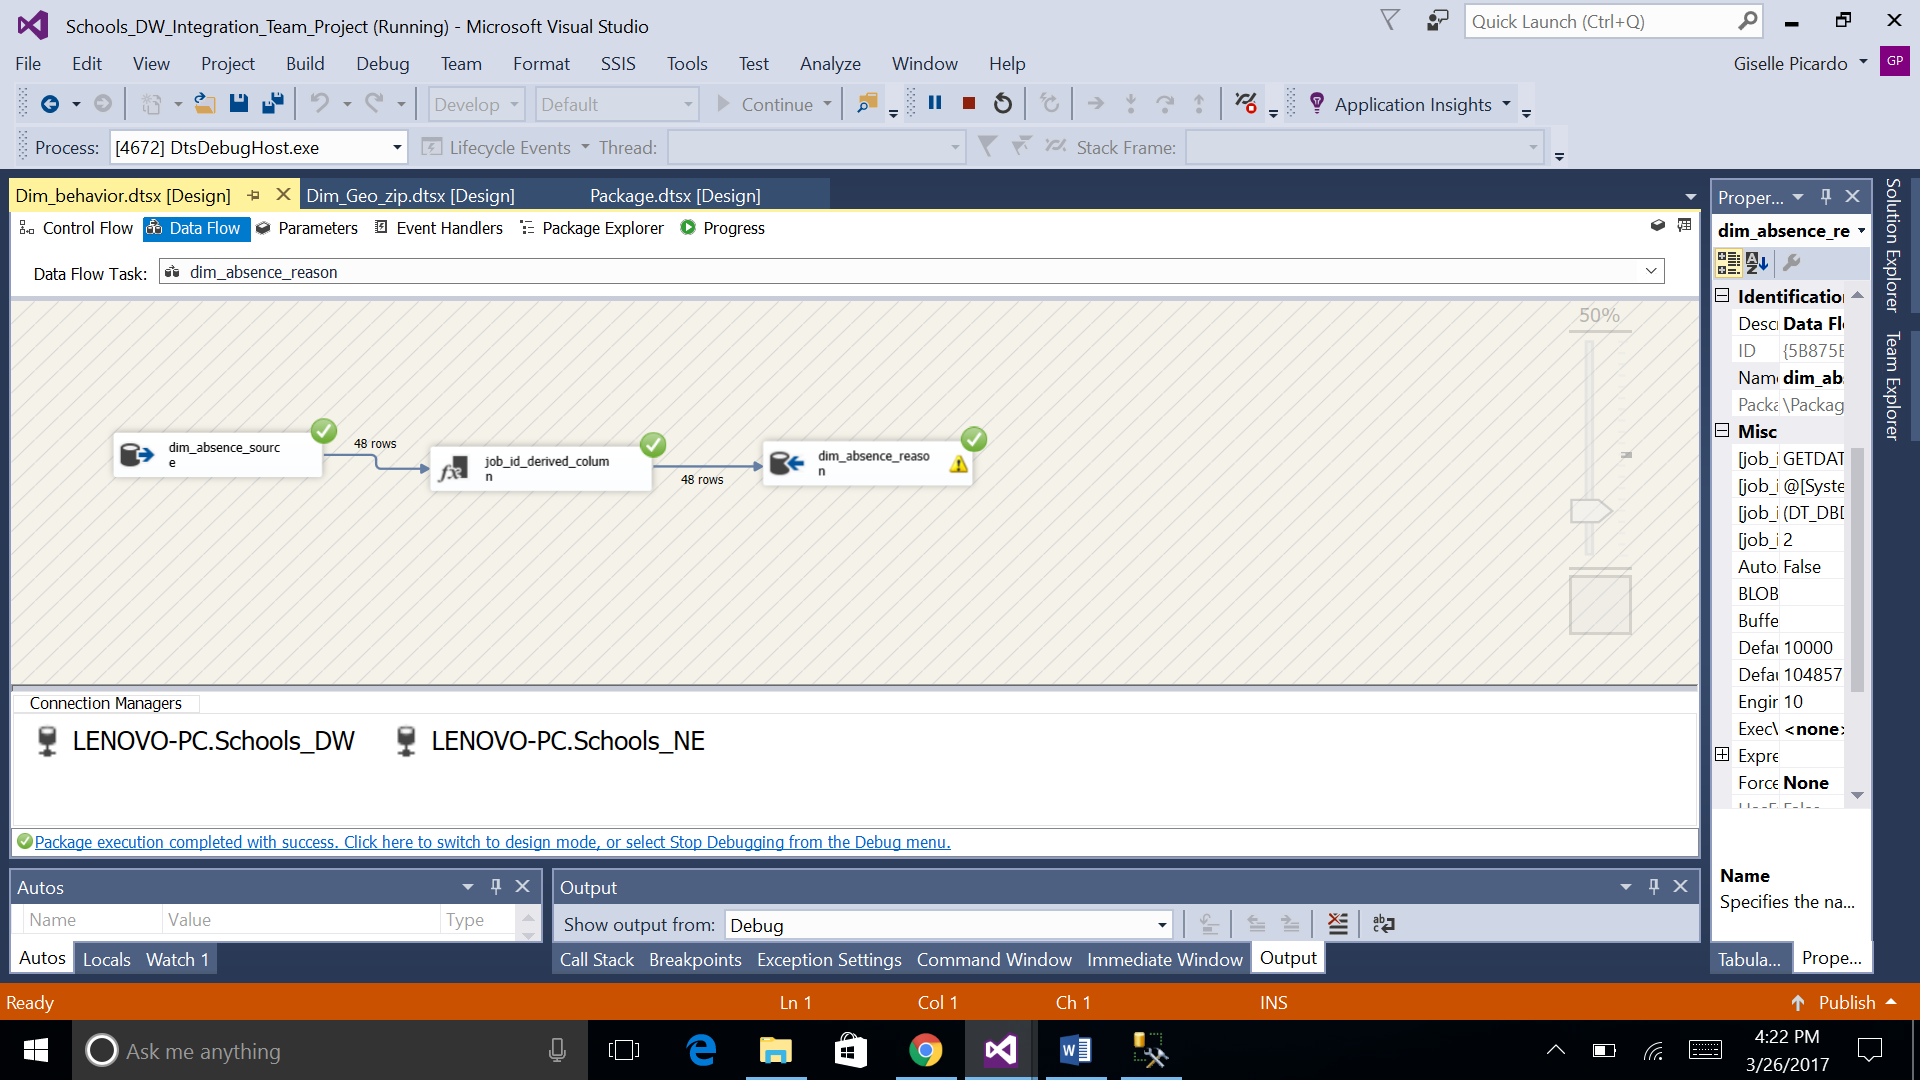 Schools_DW_Integration_Team_Project (Running) - Microsoft Visual Studio
Quick Launch (Ctrl+Q)
File Edit View Project Build Debug Team Format SSIS Tools Test Analyze Window Help
Giselle Picardo GP
Develop Default Continue Application Insights
Process: [4672] DtsDebugHost.exe Lifecycle Events Thread: Stack Frame:
Dim_behavior.dtsx [Design] Dim_Geo_zip.dtsx [Design] Package.dtsx [Design]
Control Flow Data Flow Parameters Event Handlers Package Explorer Progress
Data Flow Task: dim_absence_reason
50%
dim_absence_sourc
e
48 rows
job_id_derived_colum
n
48 rows
dim_absence_reaso
n
Connection Managers
LENOVO-PC.Schools_DW LENOVO-PC.Schools_NE
Package execution completed with success. Click here to switch to design mode, or select Stop Debugging from the Debug menu.
Autos
Name Value Type
Autos Locals Watch 1
Output
Show output from: Debug
Call Stack Breakpoints Exception Settings Command Window Immediate Window Output
Proper...
dim_absence_re
Identification
Desc Data Fl
ID {5B875E
Name dim_ab
Packa \Packag
Misc
[job_i GETDAT
[job_i @[Syste
[job_i (DT_DBD
[job_i 2
Auto. False
BLOB
Buffe
Defau 10000
Defau 104857
Engin 10
ExecV <none>
Expre
Force None
Name
Specifies the na...
Tabula... Prope...
Solution Explorer
Team Explorer
Ready Ln 1 Col 1 Ch 1 INS Publish
Ask me anything
4:22 PM
3/26/2017